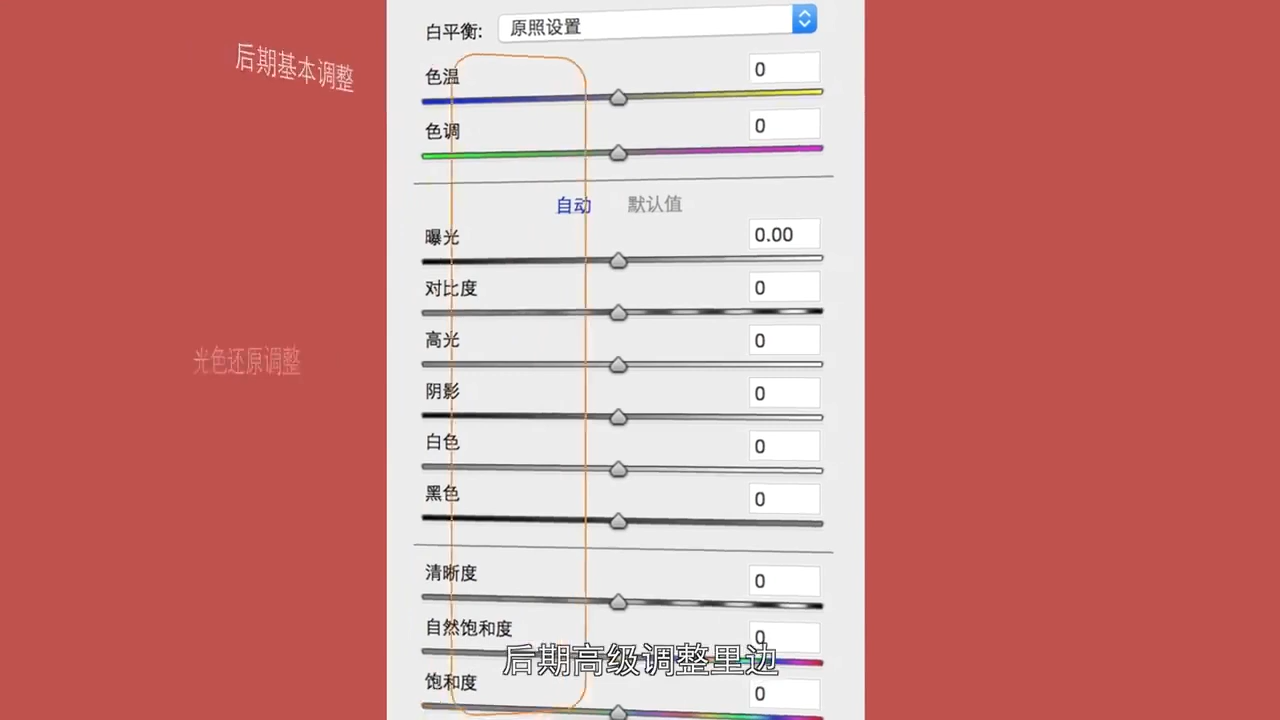 白平衡: 原照设置
后期基本调整
色温 0
色调 0
自动 默认值
曝光 0.00
对比度 0
高光 0
光色还原调整
阴影 0
白色 0
黑色 0
清晰度 0
自然饱和度 0
后期高级调整里边
饱和度 0